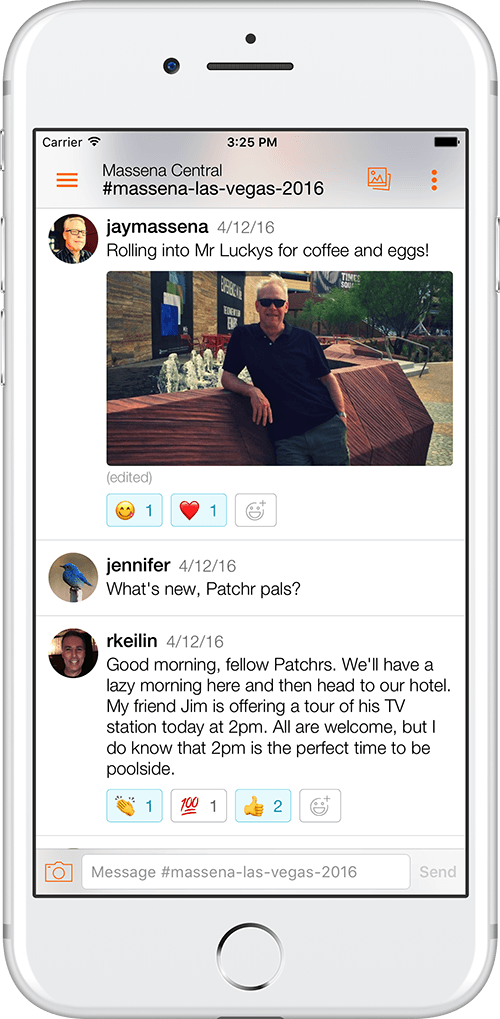 Carrier 3:25 PM
Massena Central
#massena-las-vegas-2016
jaymassena 4/12/16
Rolling into Mr Luckys for coffee and eggs!
EXPERIENCE
TIMES
SQUA
(edited)
😋 1 ❤️ 1
jennifer 4/12/16
What's new, Patchr pals?
rkeilin 4/12/16
Good morning, fellow Patchrs. We'll have a
lazy morning here and then head to our hotel.
My friend Jim is offering a tour of his TV
station today at 2pm. All are welcome, but I
do know that 2pm is the perfect time to be
poolside.
👏 1 💯 1 👍 2
Message #massena-las-vegas-2016 Send